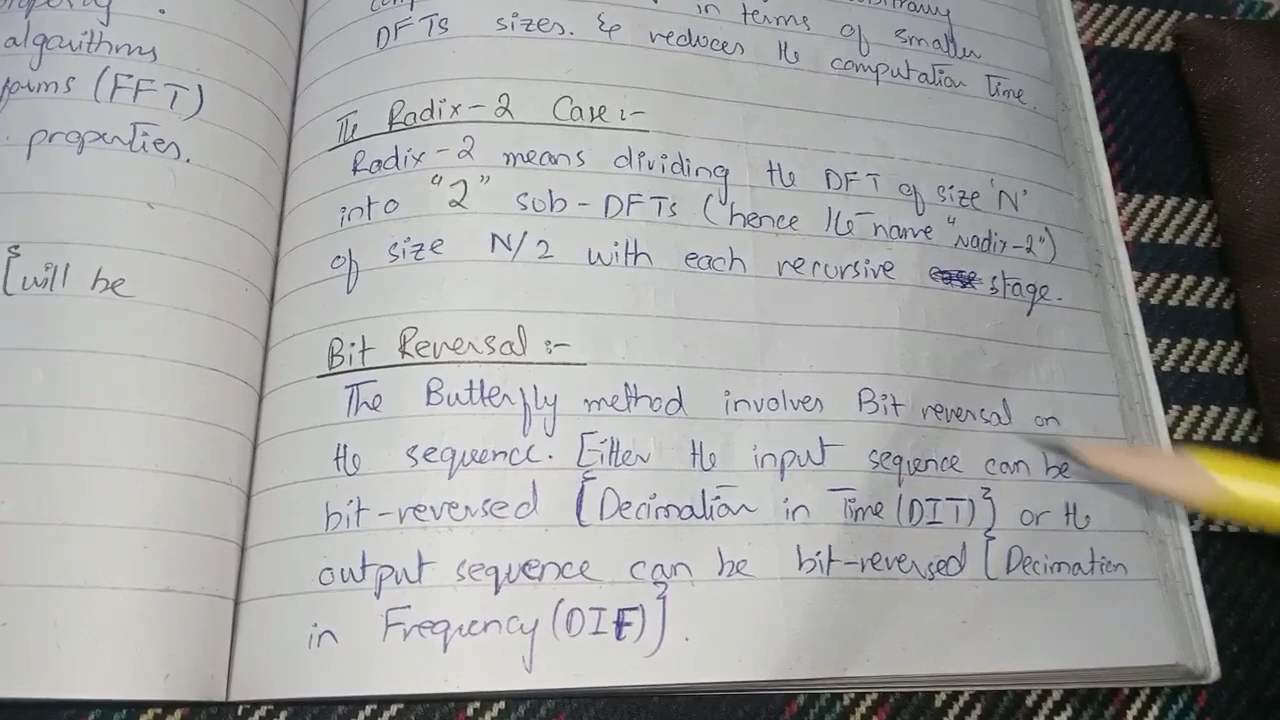 algorithms
forms (FFT)
properties.
{will be
in terms of smaller
DFTs sizes. & reduces the computation Time.
The Radix-2 Case :-
Radix-2 means dividing the DFT of size 'N'
into "2" sub-DFTs (hence the name "radix-2")
of size N/2 with each recursive stage.
Bit Reversal :-
The Butterfly method involves Bit reversal on
the sequence. Either the input sequence can be
bit-reversed {Decimation in Time (DIT)} or the
output sequence can be bit-reversed {Decimation
in Frequency (DIF)}.